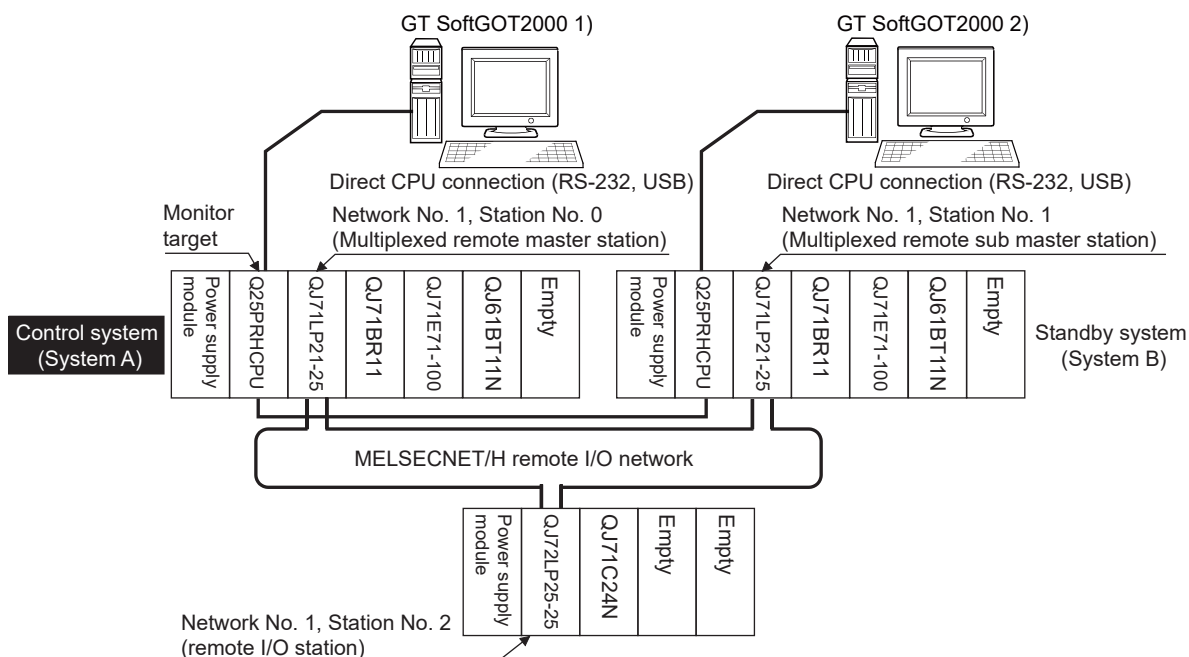 GT SoftGOT2000 1)
GT SoftGOT2000 2)
Direct CPU connection (RS-232, USB)
Direct CPU connection (RS-232, USB)
Monitor
target
Network No. 1, Station No. 0
(Multiplexed remote master station)
Network No. 1, Station No. 1
(Multiplexed remote sub master station)
Control system
(System A)
Power supply
module
Q25PRHCPU
QJ71LP21-25
QJ71BR11
QJ71E71-100
QJ61BT11N
Empty
Power supply
module
Q25PRHCPU
QJ71LP21-25
QJ71BR11
QJ71E71-100
QJ61BT11N
Empty
Standby system
(System B)
MELSECNET/H remote I/O network
Power supply
module
QJ72LP25-25
QJ71C24N
Empty
Empty
Network No. 1, Station No. 2
(remote I/O station)